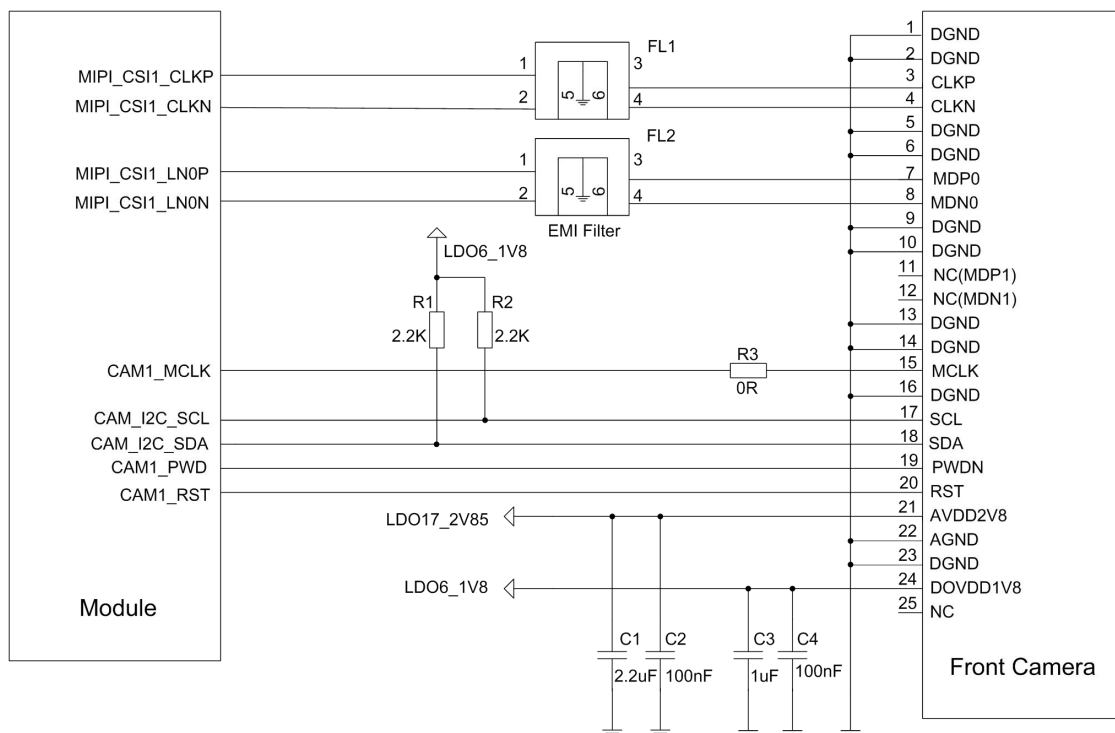 MIPI_CSI1_CLKP
MIPI_CSI1_CLKN
MIPI_CSI1_LN0P
MIPI_CSI1_LN0N
CAM1_MCLK
CAM_I2C_SCL
CAM_I2C_SDA
CAM1_PWD
CAM1_RST
Module
FL1
1
2
3
4
5
6
FL2
1
2
3
4
5
6
EMI Filter
LDO6_1V8
R1
2.2K
R2
2.2K
R3
0R
LDO17_2V85
LDO6_1V8
C1
2.2uF
C2
100nF
C3
1uF
C4
100nF
1 DGND
2 DGND
3 CLKP
4 CLKN
5 DGND
6 DGND
7 MDP0
8 MDN0
9 DGND
10 DGND
11 NC(MDP1)
12 NC(MDN1)
13 DGND
14 DGND
15 MCLK
16 DGND
17 SCL
18 SDA
19 PWDN
20 RST
21 AVDD2V8
22 AGND
23 DGND
24 DOVDD1V8
25 NC
Front Camera